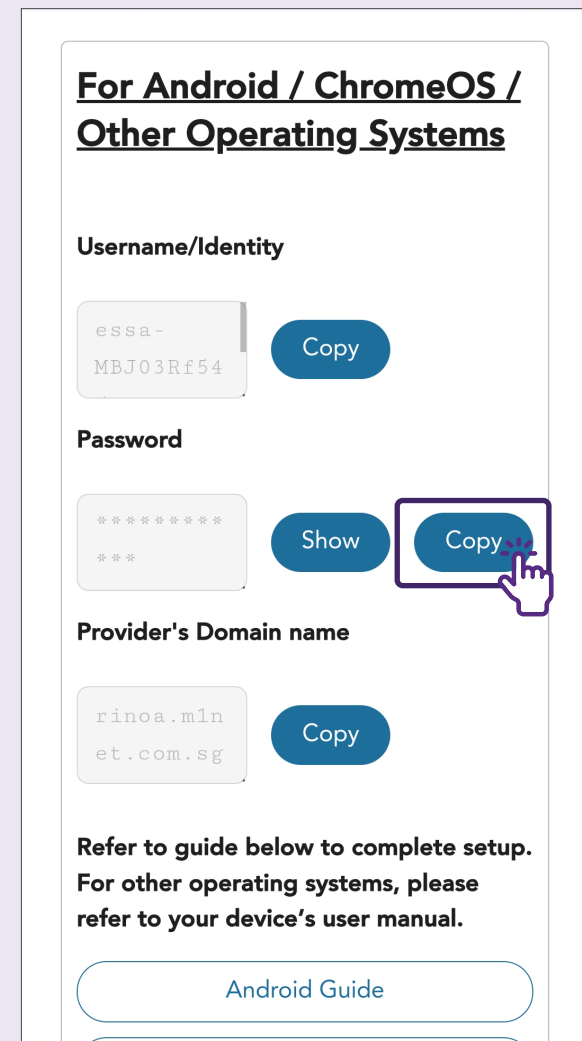 For Android / ChromeOS /
Other Operating Systems
Username/Identity
essa-
MBJ03Rf54
Copy
Password
*********
***
Show
Copy
Provider's Domain name
rinoa.m1n
et.com.sg
Copy
Refer to guide below to complete setup.
For other operating systems, please
refer to your device’s user manual.
Android Guide